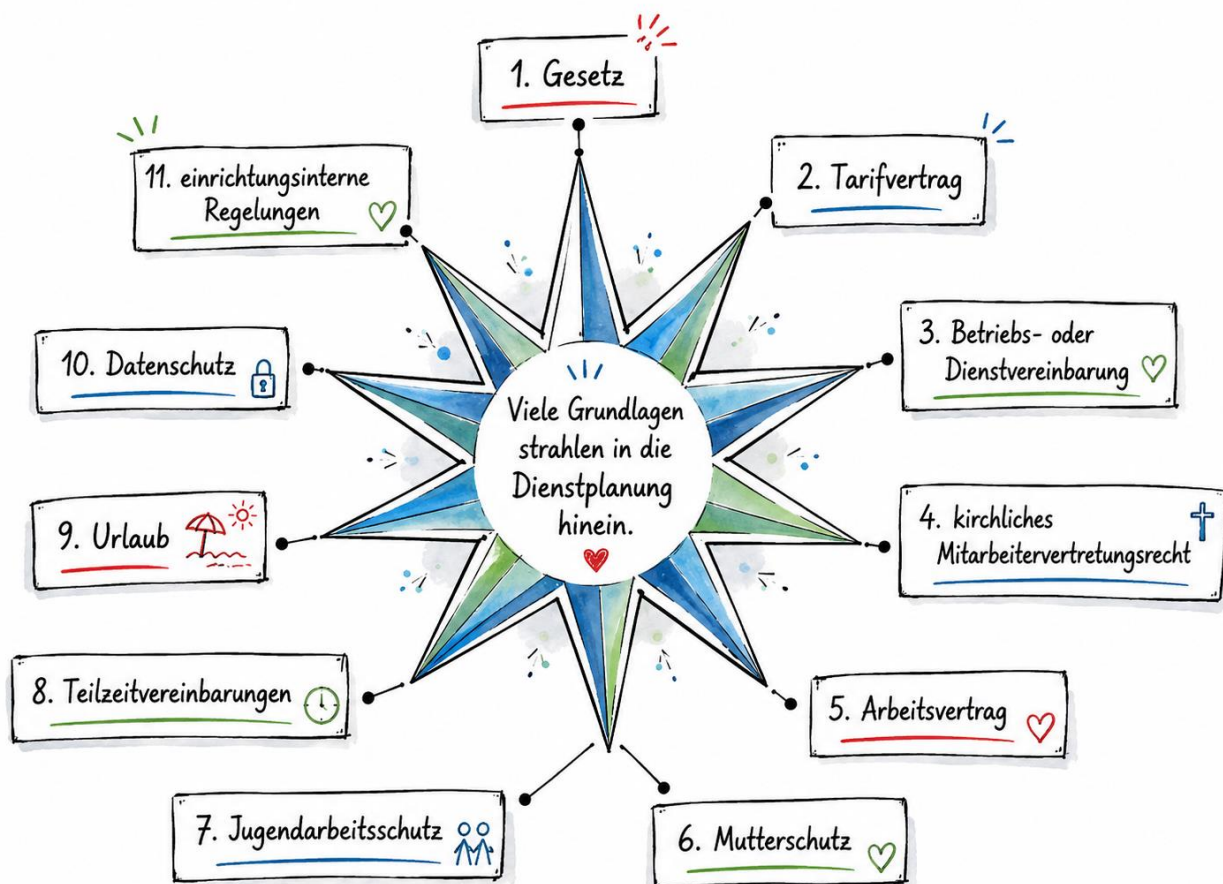 1. Gesetz
2. Tarifvertrag
3. Betriebs- oder
Dienstvereinbarung
4. kirchliches
Mitarbeitervertretungsrecht
5. Arbeitsvertrag
6. Mutterschutz
7. Jugendarbeitsschutz
8. Teilzeitvereinbarungen
9. Urlaub
10. Datenschutz
11. einrichtungsinterne
Regelungen
Viele Grundlagen
strahlen in die
Dienstplanung
hinein.